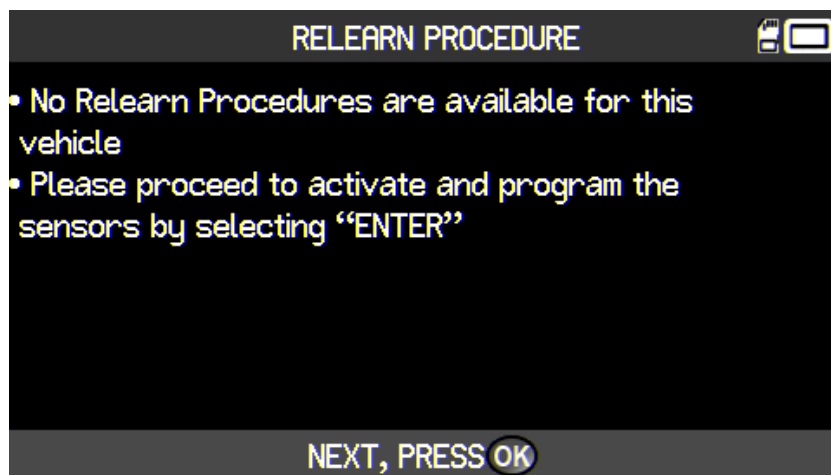 RELEARN PROCEDURE
• No Relearn Procedures are available for this
vehicle
• Please proceed to activate and program the
sensors by selecting “ENTER”
NEXT, PRESS OK